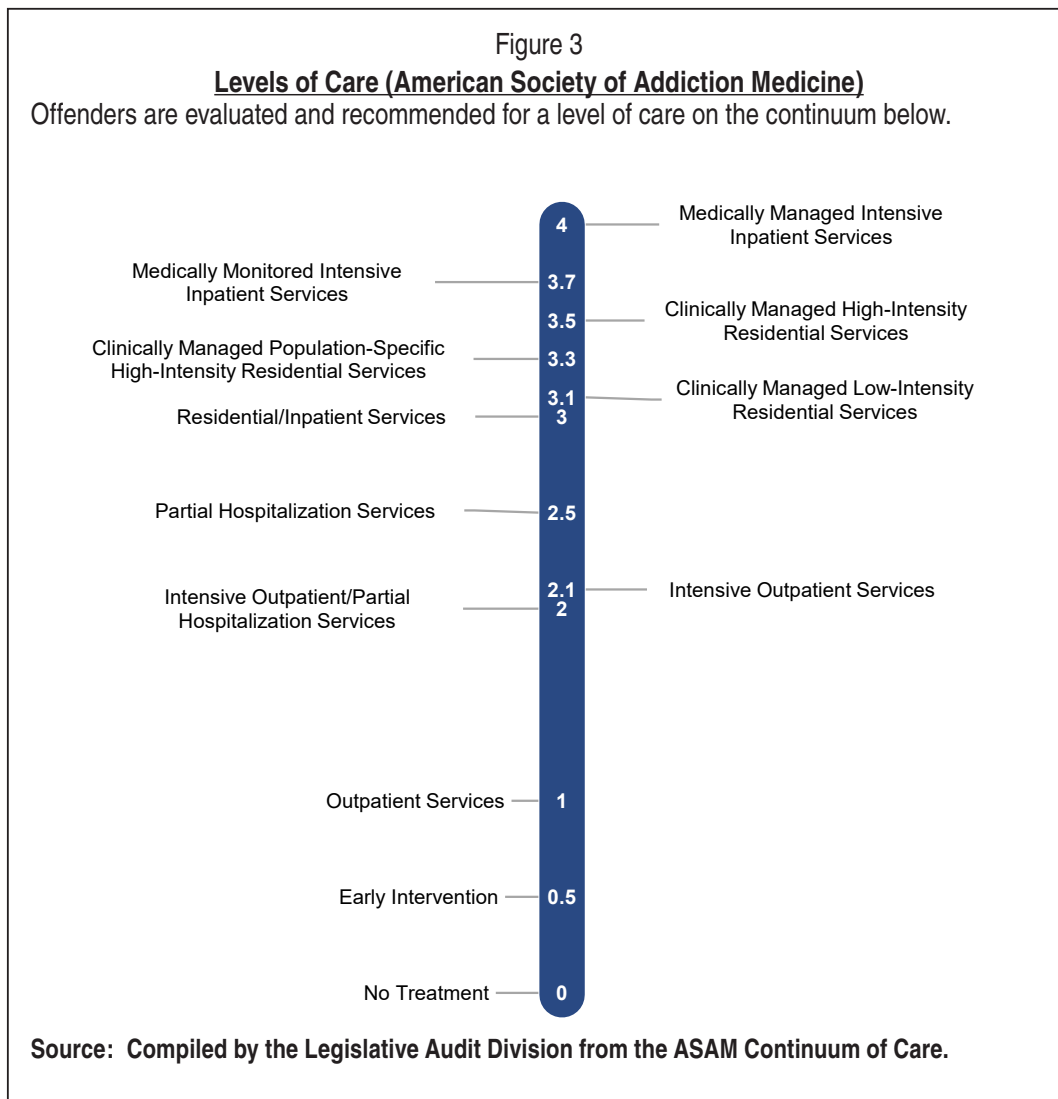 Figure 3
Levels of Care (American Society of Addiction Medicine)
Offenders are evaluated and recommended for a level of care on the continuum below.
4
Medically Managed Intensive
Inpatient Services
Medically Monitored Intensive
Inpatient Services
3.7
3.5
Clinically Managed High-Intensity
Residential Services
Clinically Managed Population-Specific
High-Intensity Residential Services
3.3
3.1
Clinically Managed Low-Intensity
Residential Services
Residential/Inpatient Services
3
Partial Hospitalization Services
2.5
2.1
Intensive Outpatient Services
Intensive Outpatient/Partial
Hospitalization Services
2
Outpatient Services
1
Early Intervention
0.5
No Treatment
0
Source: Compiled by the Legislative Audit Division from the ASAM Continuum of Care.